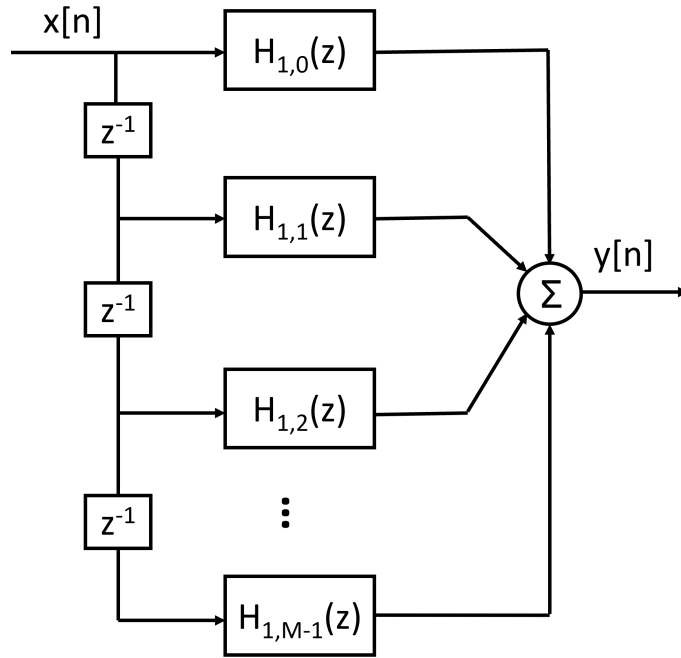 x[n]
H₁,₀(z)
z⁻¹
H₁,₁(z)
y[n]
Σ
z⁻¹
H₁,₂(z)
z⁻¹
H₁,M-1(z)